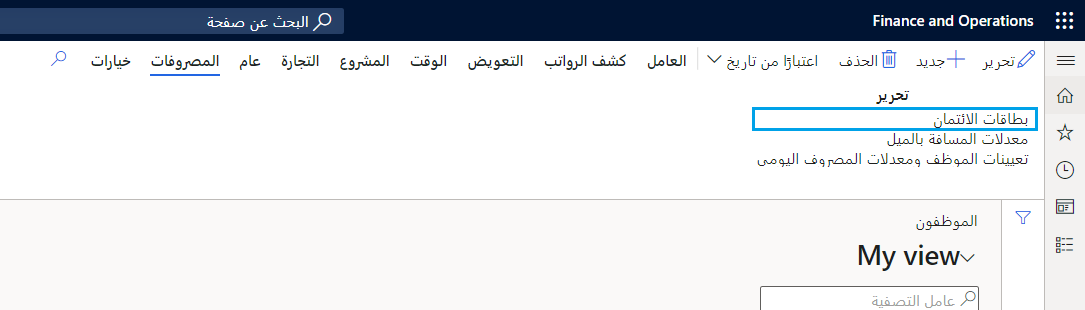 Finance and Operations
البحث عن صفحة
تحرير جديد الحذف اعتبارًا من تاريخ العامل كشف الرواتب التعويض الوقت المشروع التجارة عام المصروفات خيارات
تحرير
بطاقات الائتمان
معدلات المسافة بالميل
تعيينات الموظف ومعدلات المصروف اليومي
الموظفون
My view
عامل التصفية